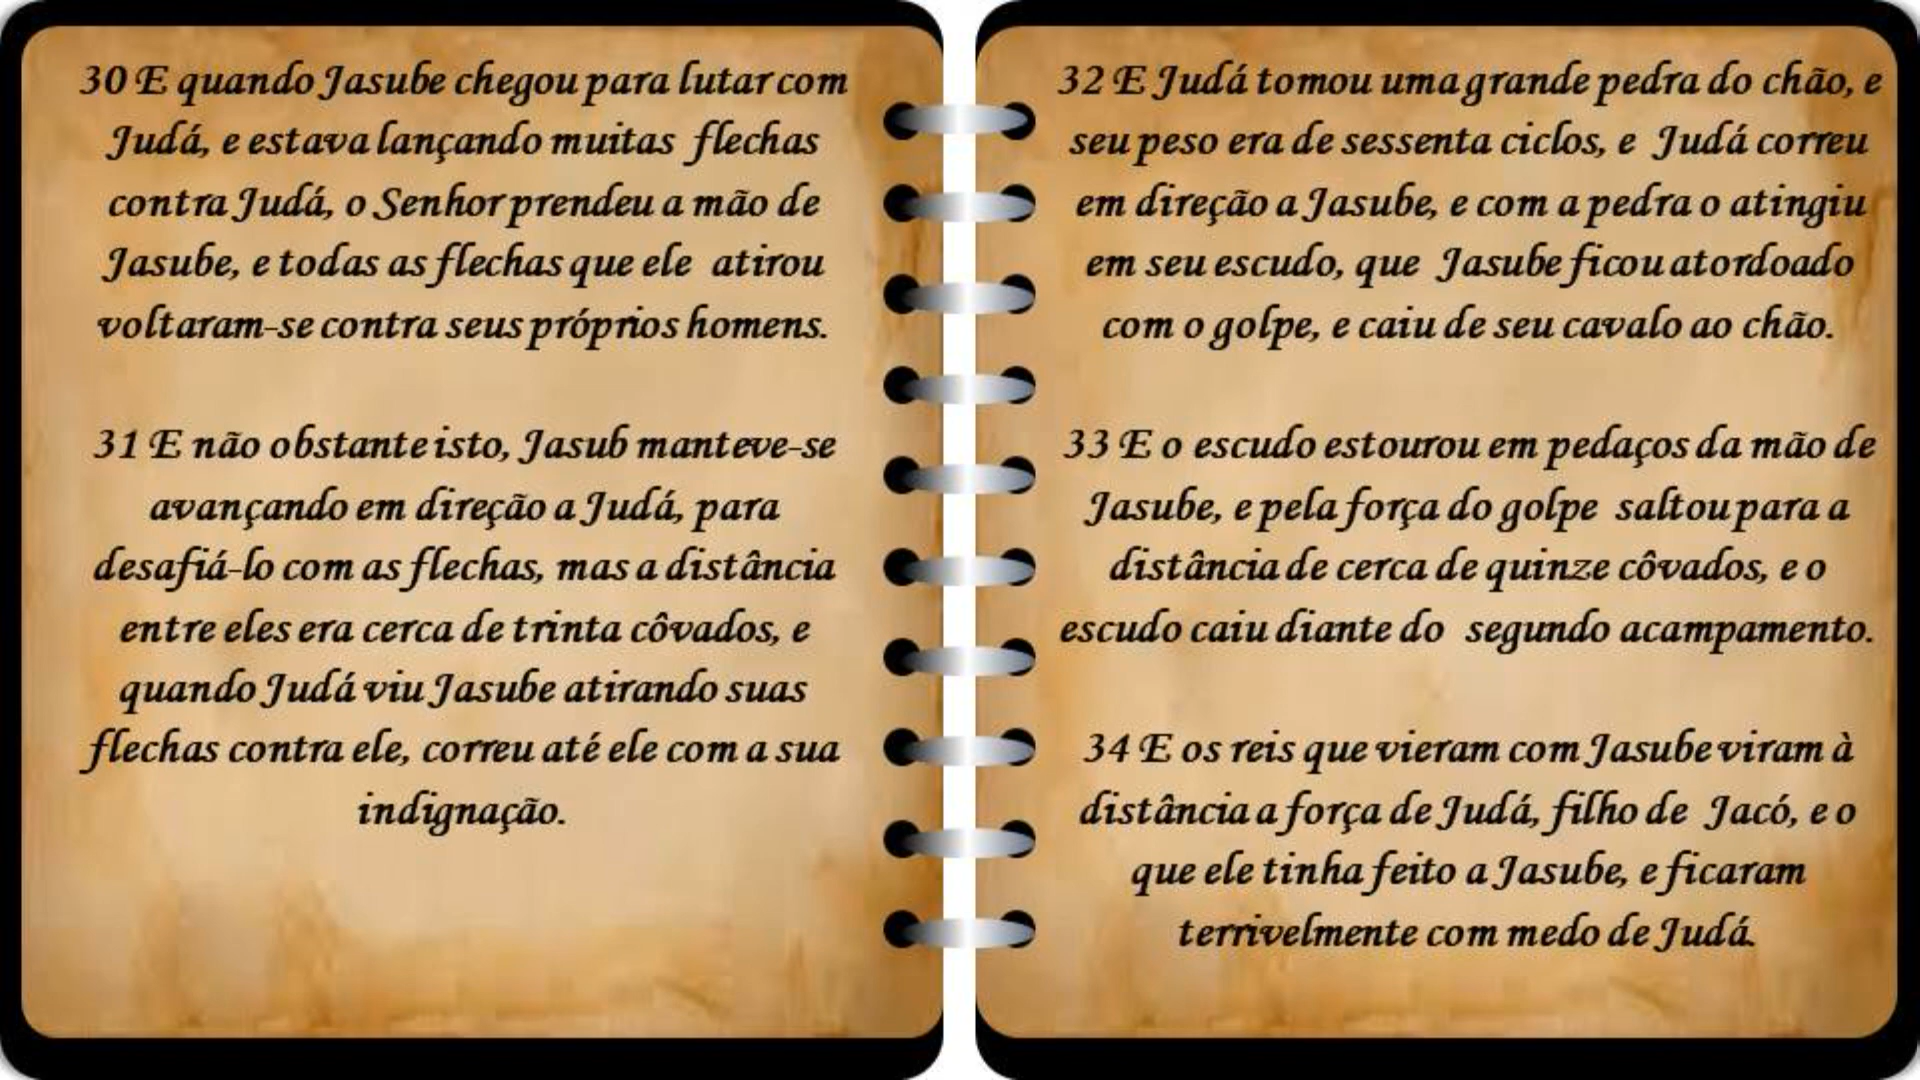 30 E quando Jasube chegou para lutar com
Judá, e estava lançando muitas flechas
contra Judá, o Senhor prendeu a mão de
Jasube, e todas as flechas que ele atirou
voltaram-se contra seus próprios homens.
31 E não obstante isto, Jasub manteve-se
avançando em direção a Judá, para
desafiá-lo com as flechas, mas a distância
entre eles era cerca de trinta côvados, e
quando Judá viu Jasube atirando suas
flechas contra ele, correu até ele com a sua
indignação.
32 E Judá tomou uma grande pedra do chão, e
seu peso era de sessenta ciclos, e Judá correu
em direção a Jasube, e com a pedra o atingiu
em seu escudo, que Jasube ficou atordoado
com o golpe, e caiu de seu cavalo ao chão.
33 E o escudo estourou em pedaços da mão de
Jasube, e pela força do golpe saltou para a
distância de cerca de quinze côvados, e o
escudo caiu diante do segundo acampamento.
34 E os reis que vieram com Jasube viram à
distância a força de Judá, filho de Jacó, e o
que ele tinha feito a Jasube, e ficaram
terrivelmente com medo de Judá.